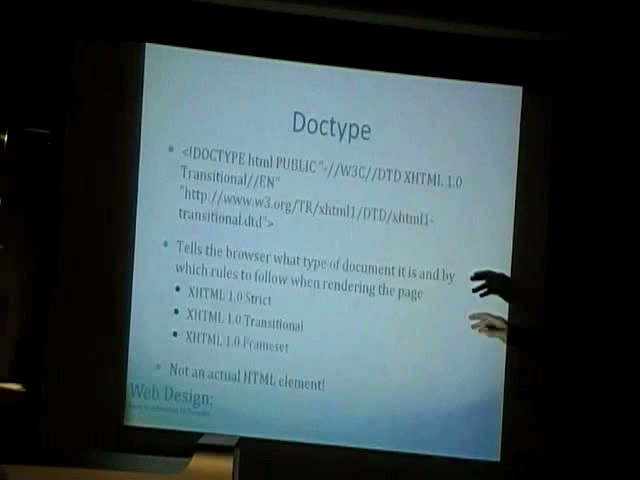 Doctype
• <!DOCTYPE html PUBLIC "-//W3C//DTD XHTML 1.0
Transitional//EN"
"http://www.w3.org/TR/xhtml1/DTD/xhtml1-
transitional.dtd">
• Tells the browser what type of document it is and by
which rules to follow when rendering the page
• XHTML 1.0 Strict
• XHTML 1.0 Transitional
• XHTML 1.0 Frameset
• Not an actual HTML element!
Web Design: